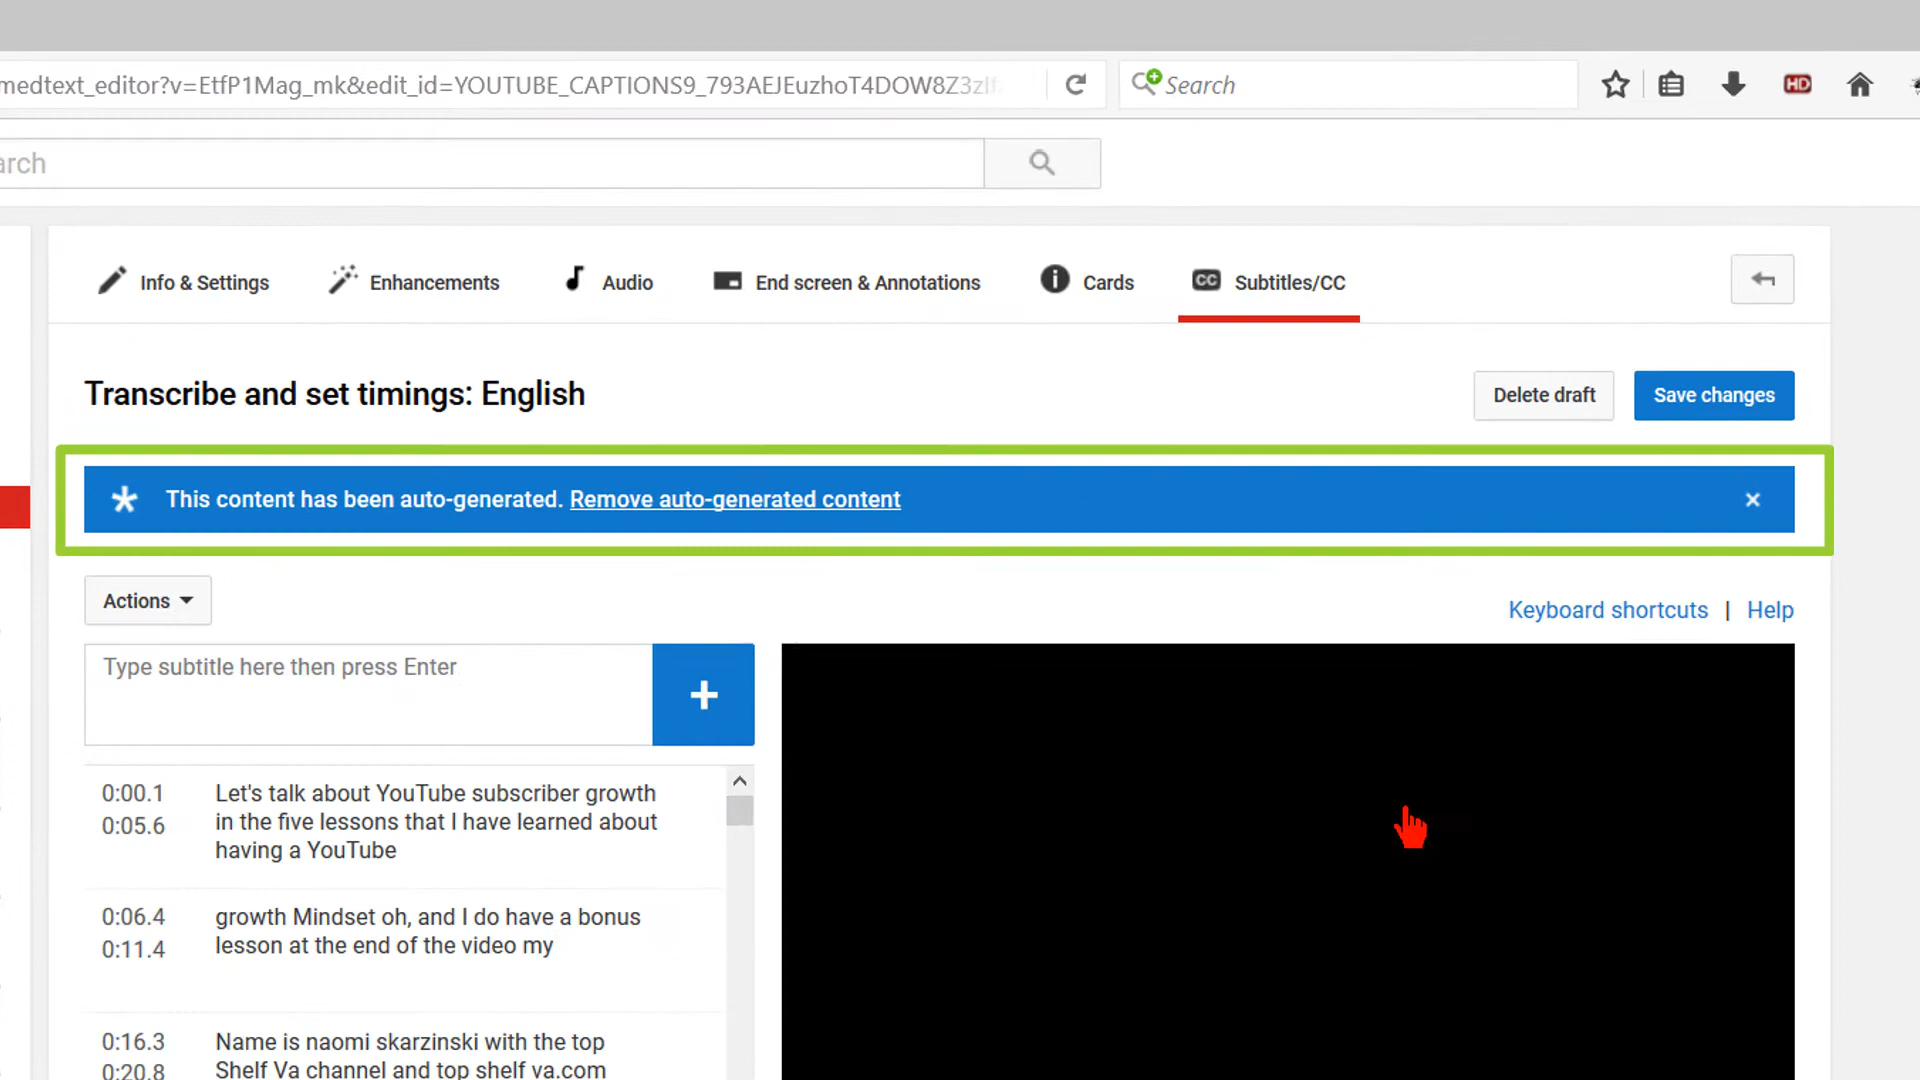 medtext_editor?v=EtfP1Mag_mk&edit_id=YOUTUBE_CAPTIONS9_793AEJEuzhoT4DOW8Z3z
Search
HD
arch
Info & Settings
Enhancements
Audio
End screen & Annotations
Cards
CC
Subtitles/CC
Transcribe and set timings: English
Delete draft
Save changes
This content has been auto-generated. Remove auto-generated content
Actions
Keyboard shortcuts | Help
Type subtitle here then press Enter
0:00.1
0:05.6
Let's talk about YouTube subscriber growth
in the five lessons that I have learned about
having a YouTube
0:06.4
0:11.4
growth Mindset oh, and I do have a bonus
lesson at the end of the video my
0:16.3
0:20.8
Name is naomi skarzinski with the top
Shelf Va channel and top shelf va.com